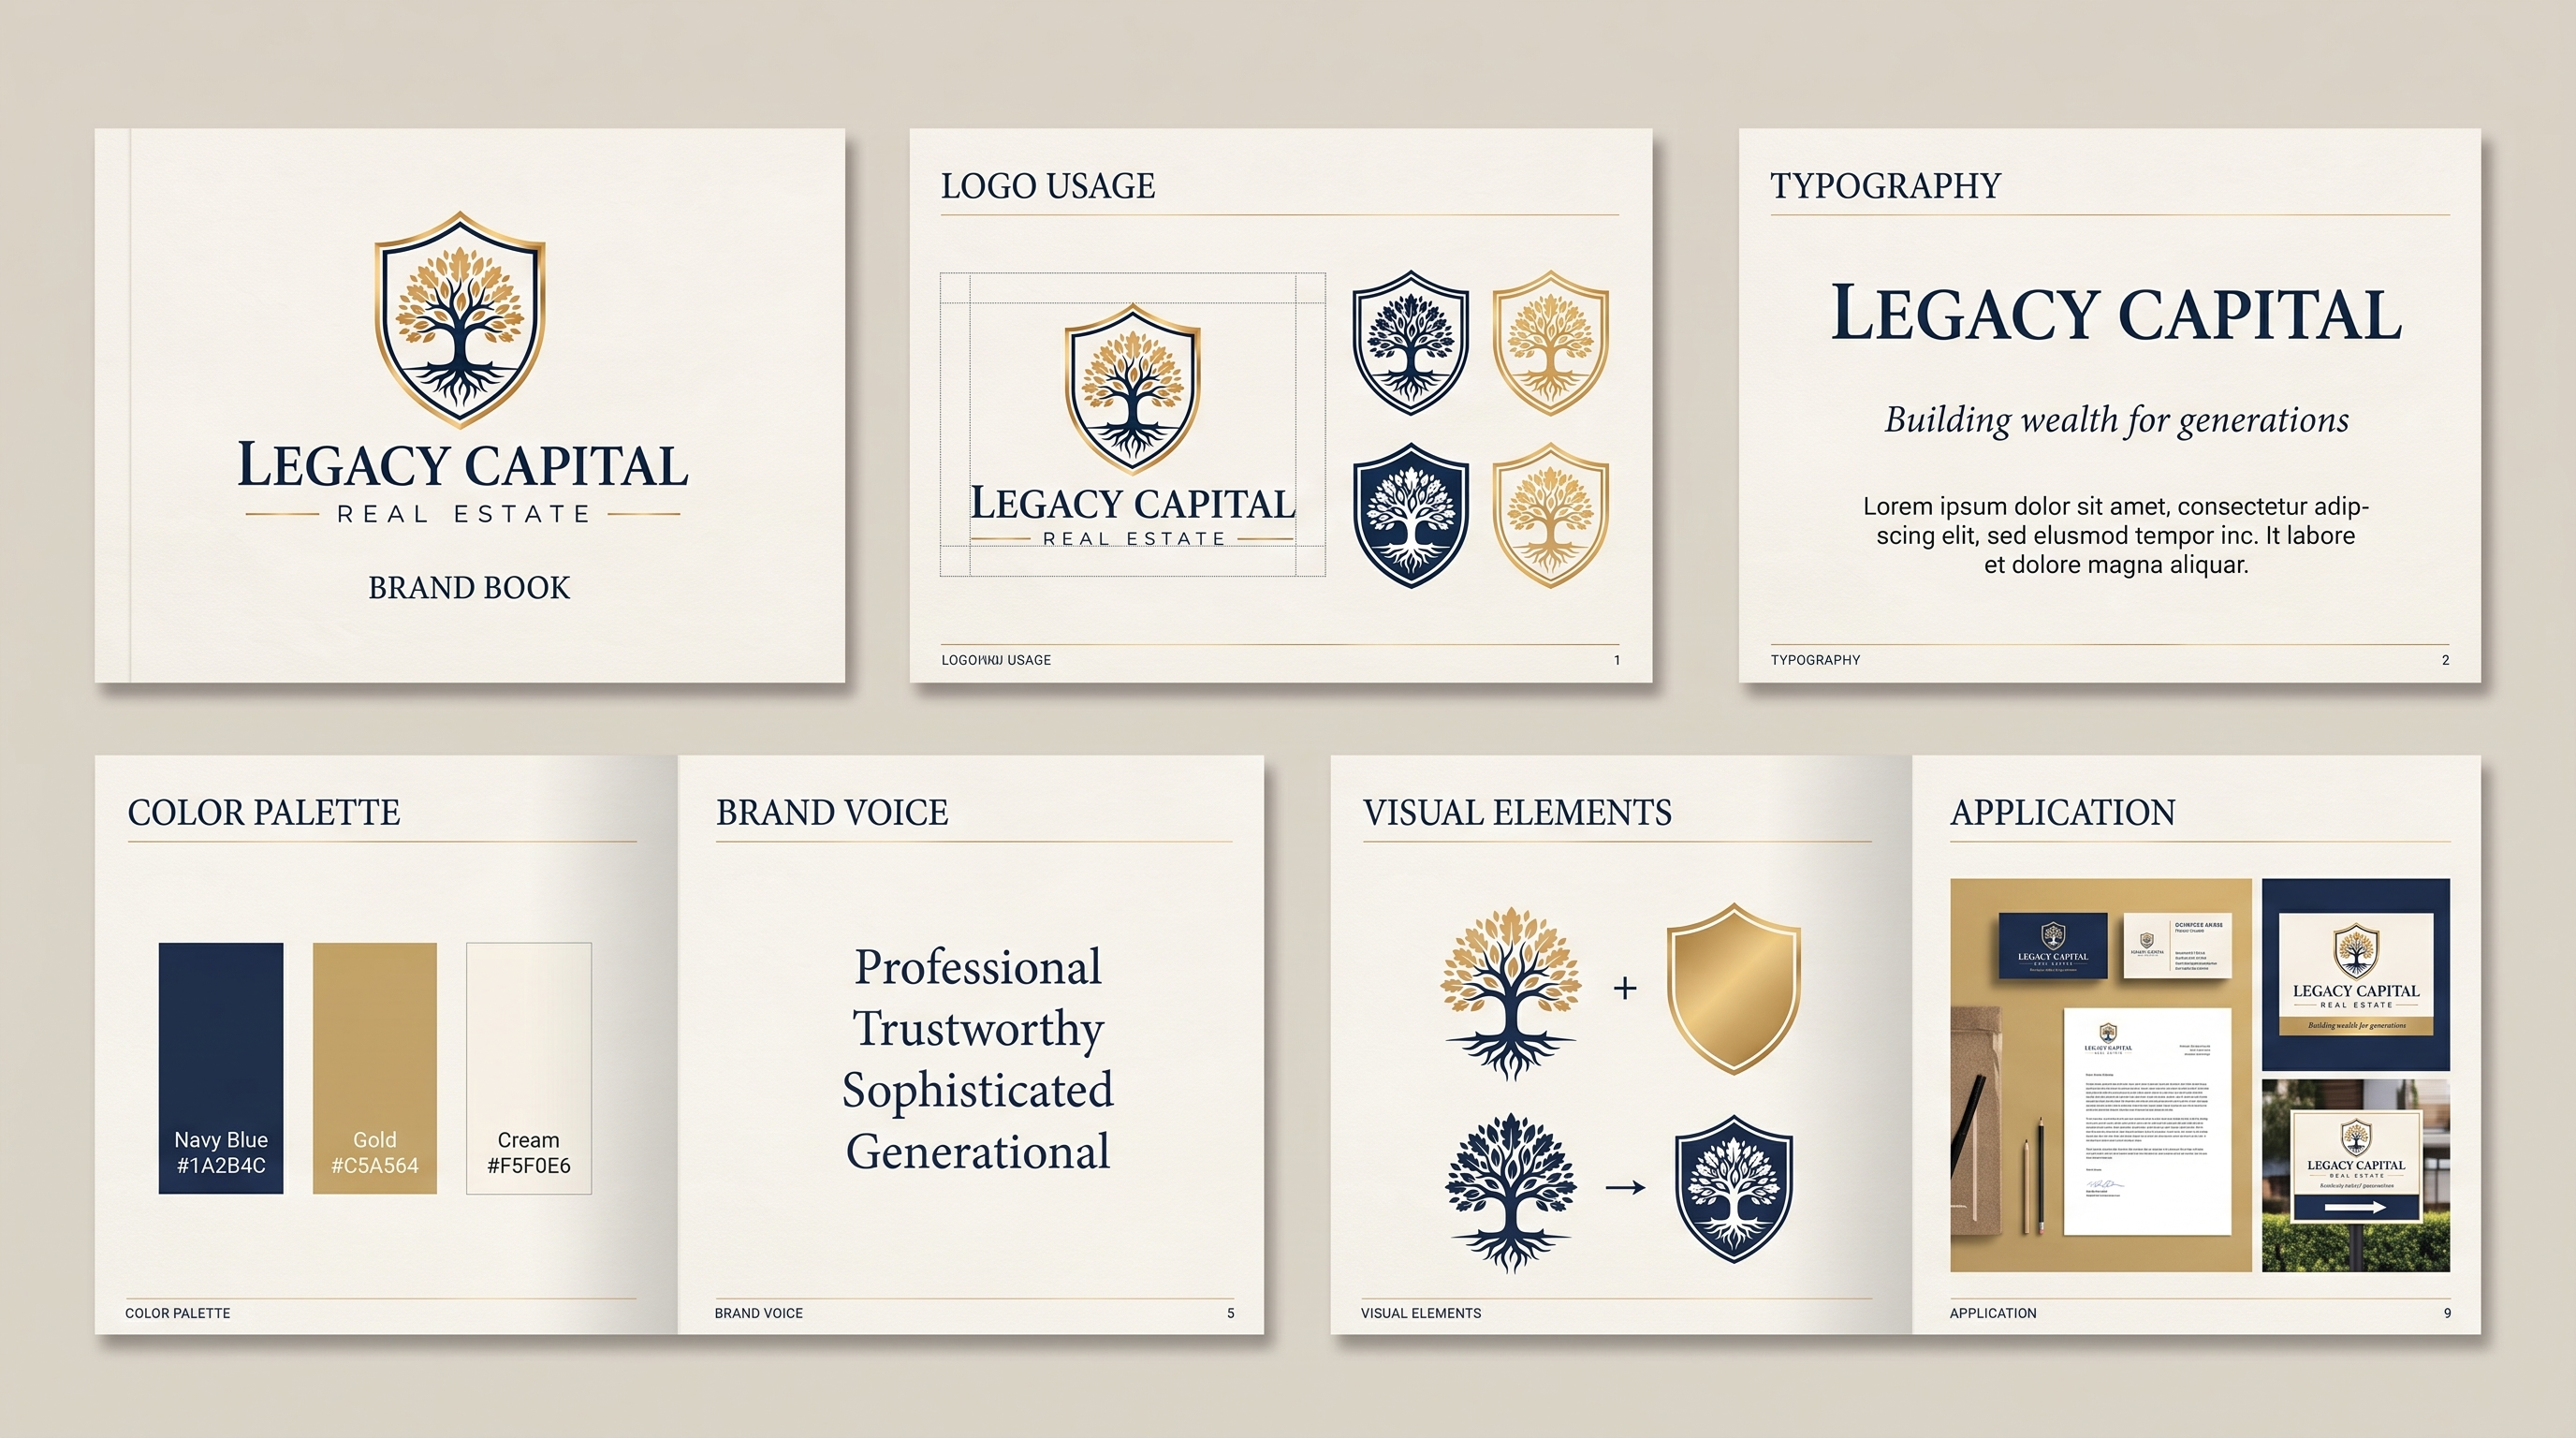 LEGACY CAPITAL
REAL ESTATE
BRAND BOOK
LOGO USAGE
LEGACY CAPITAL
REAL ESTATE
USAGE
1
TYPOGRAPHY
LEGACY CAPITAL
Building wealth for generations
Lorem ipsum dolor sit amet, consectetur adip-
scing elit, sed elusmod tempor inc. It labore
et dolore magna aliquar.
TYPOGRAPHY
2
COLOR PALETTE
Navy Blue
#1A2B4C
Gold
#C5A564
Cream
#F5F0E6
COLOR PALETTE
BRAND VOICE
Professional
Trustworthy
Sophisticated
Generational
BRAND VOICE
5
VISUAL ELEMENTS
+
→
VISUAL ELEMENTS
APPLICATION
LEGACY CAPITAL
LEGACY CAPITAL
REAL ESTATE
Building wealth for generations
LEGACY CAPITAL
REAL ESTATE
APPLICATION
9